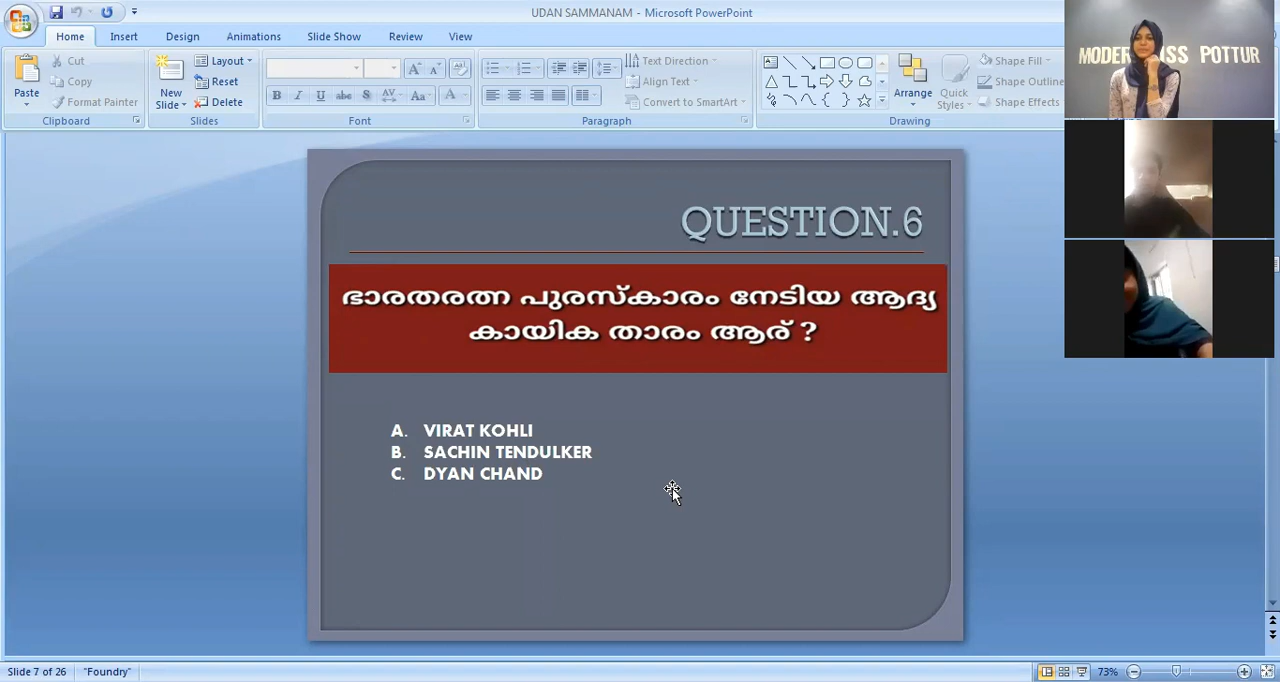 UDAN SAMMANAM - Microsoft PowerPoint
Home Insert Design Animations Slide Show Review View
Paste
Cut
Copy
Format Painter
Clipboard
New Slide
Layout
Reset
Delete
Slides
B I U abc S AV Aa A
Font
Text Direction
Align Text
Convert to SmartArt
Paragraph
Arrange
Quick Styles
Shape Fill
Shape Outline
Shape Effects
Drawing
POTTUR
QUESTION.6
ഭാരതരത്ന പുരസ്കാരം നേടിയ ആദ്യ
കായിക താരം ആര് ?
A. VIRAT KOHLI
B. SACHIN TENDULKER
C. DYAN CHAND
Slide 7 of 26 "Foundry" 73%